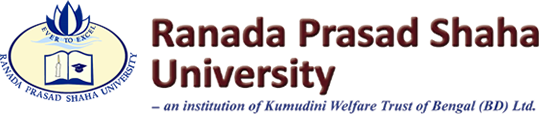 EVER TO EXCEL
RANADA PRASAD SHAHA UNIVERSITY
Ranada Prasad Shaha
University
– an institution of Kumudini Welfare Trust of Bengal (BD) Ltd.